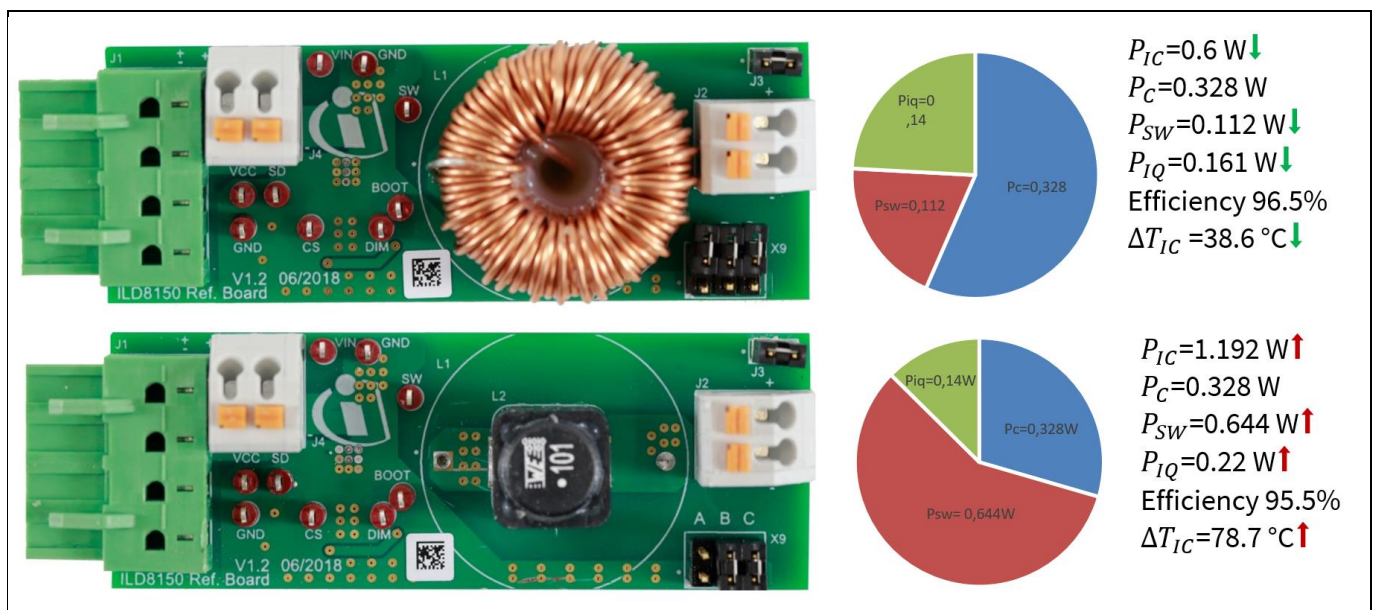 J1
VIN
GND
L1
J3
SW
J2
J4
VCC SD
BOOT
GND
CS
DIM
X9
V1.2 06/2018
ILD8150 Ref. Board
Piq=0
,14
Pc=0,328
Psw=0,112
P_IC=0.6 W↓
P_C=0.328 W
P_SW=0.112 W↓
P_IQ=0.161 W↓
Efficiency 96.5%
ΔT_IC =38.6 °C↓
J1
VIN
GND
L1
J3
SW
L2
J2
J4
VCC SD
BOOT
GND
CS
DIM
A B C
X9
V1.2 06/2018
ILD8150 Ref. Board
101
Piq=0,14W
Pc=0,328W
Psw= 0,644W
P_IC=1.192 W↑
P_C=0.328 W
P_SW=0.644 W↑
P_IQ=0.22 W↑
Efficiency 95.5%
ΔT_IC=78.7 °C↑